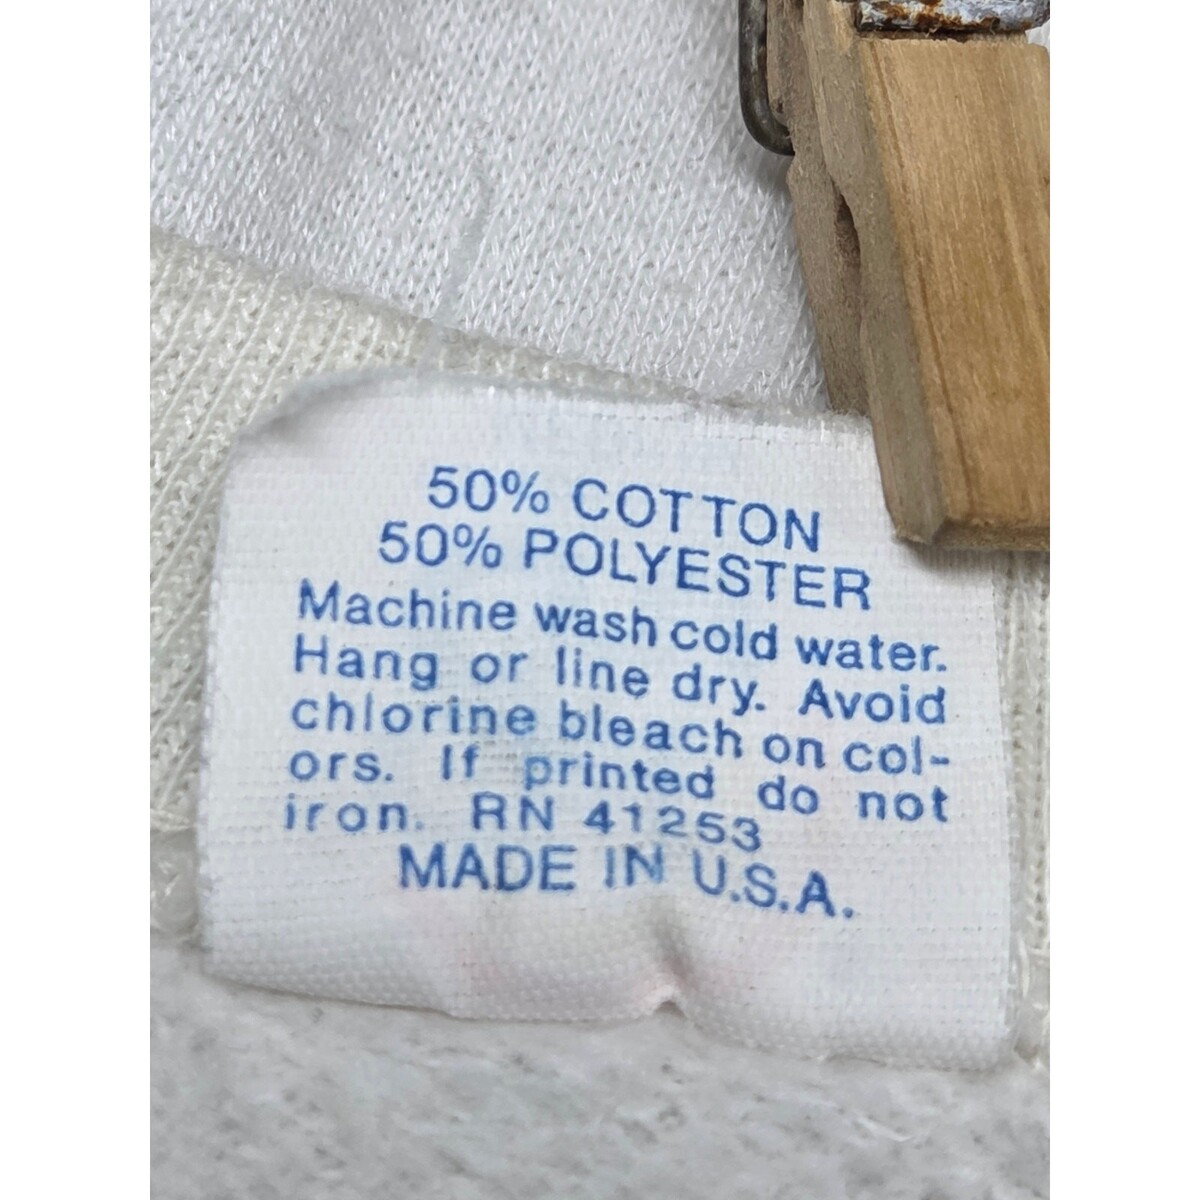 50% COTTON
50% POLYESTER
Machine wash cold water.
Hang or line dry. Avoid
chlorine bleach on col-
ors. If printed do not
iron. RN 41253
MADE IN U.S.A.